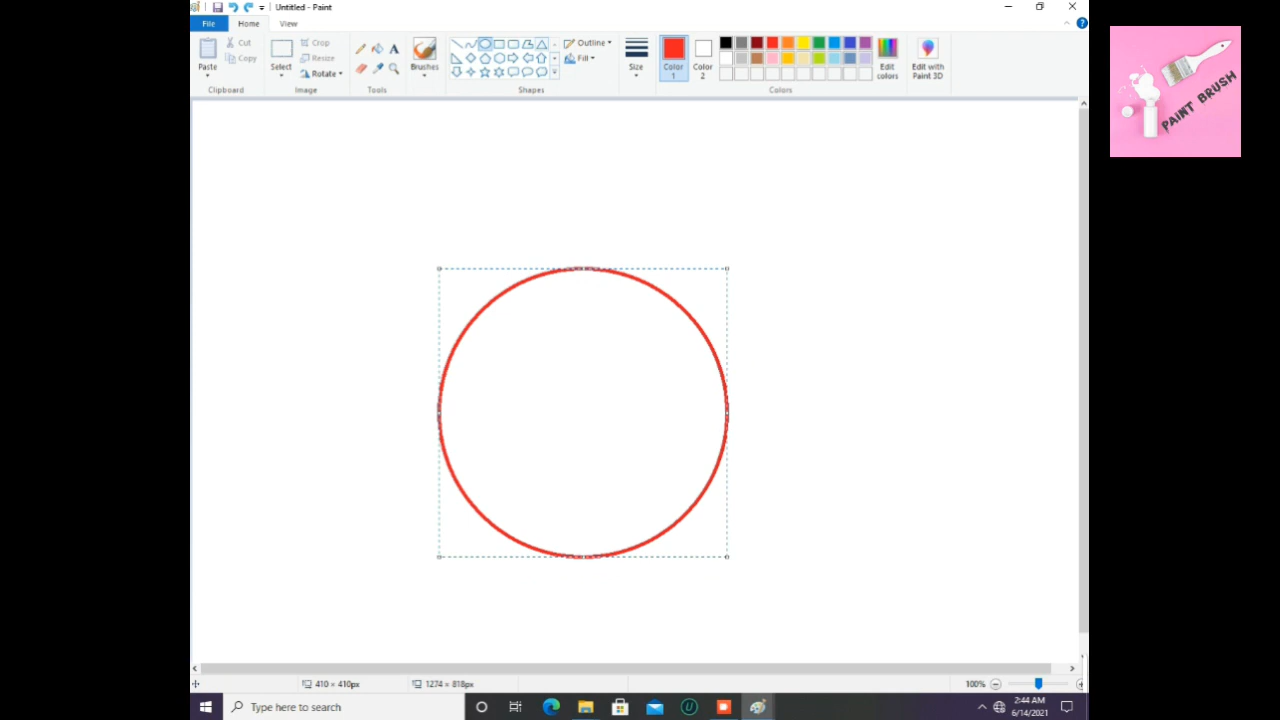 Untitled - Paint
File
Home
View
Paste
Cut
Copy
Clipboard
Select
Crop
Resize
Rotate
Image
A
Tools
Brushes
Outline
Fill
Shapes
Size
Color 1
Color 2
Edit colors
Edit with Paint 3D
Colors
PAINT BRUSH
410 × 410px
1274 × 818px
100%
Type here to search
2:44 AM
6/14/2021